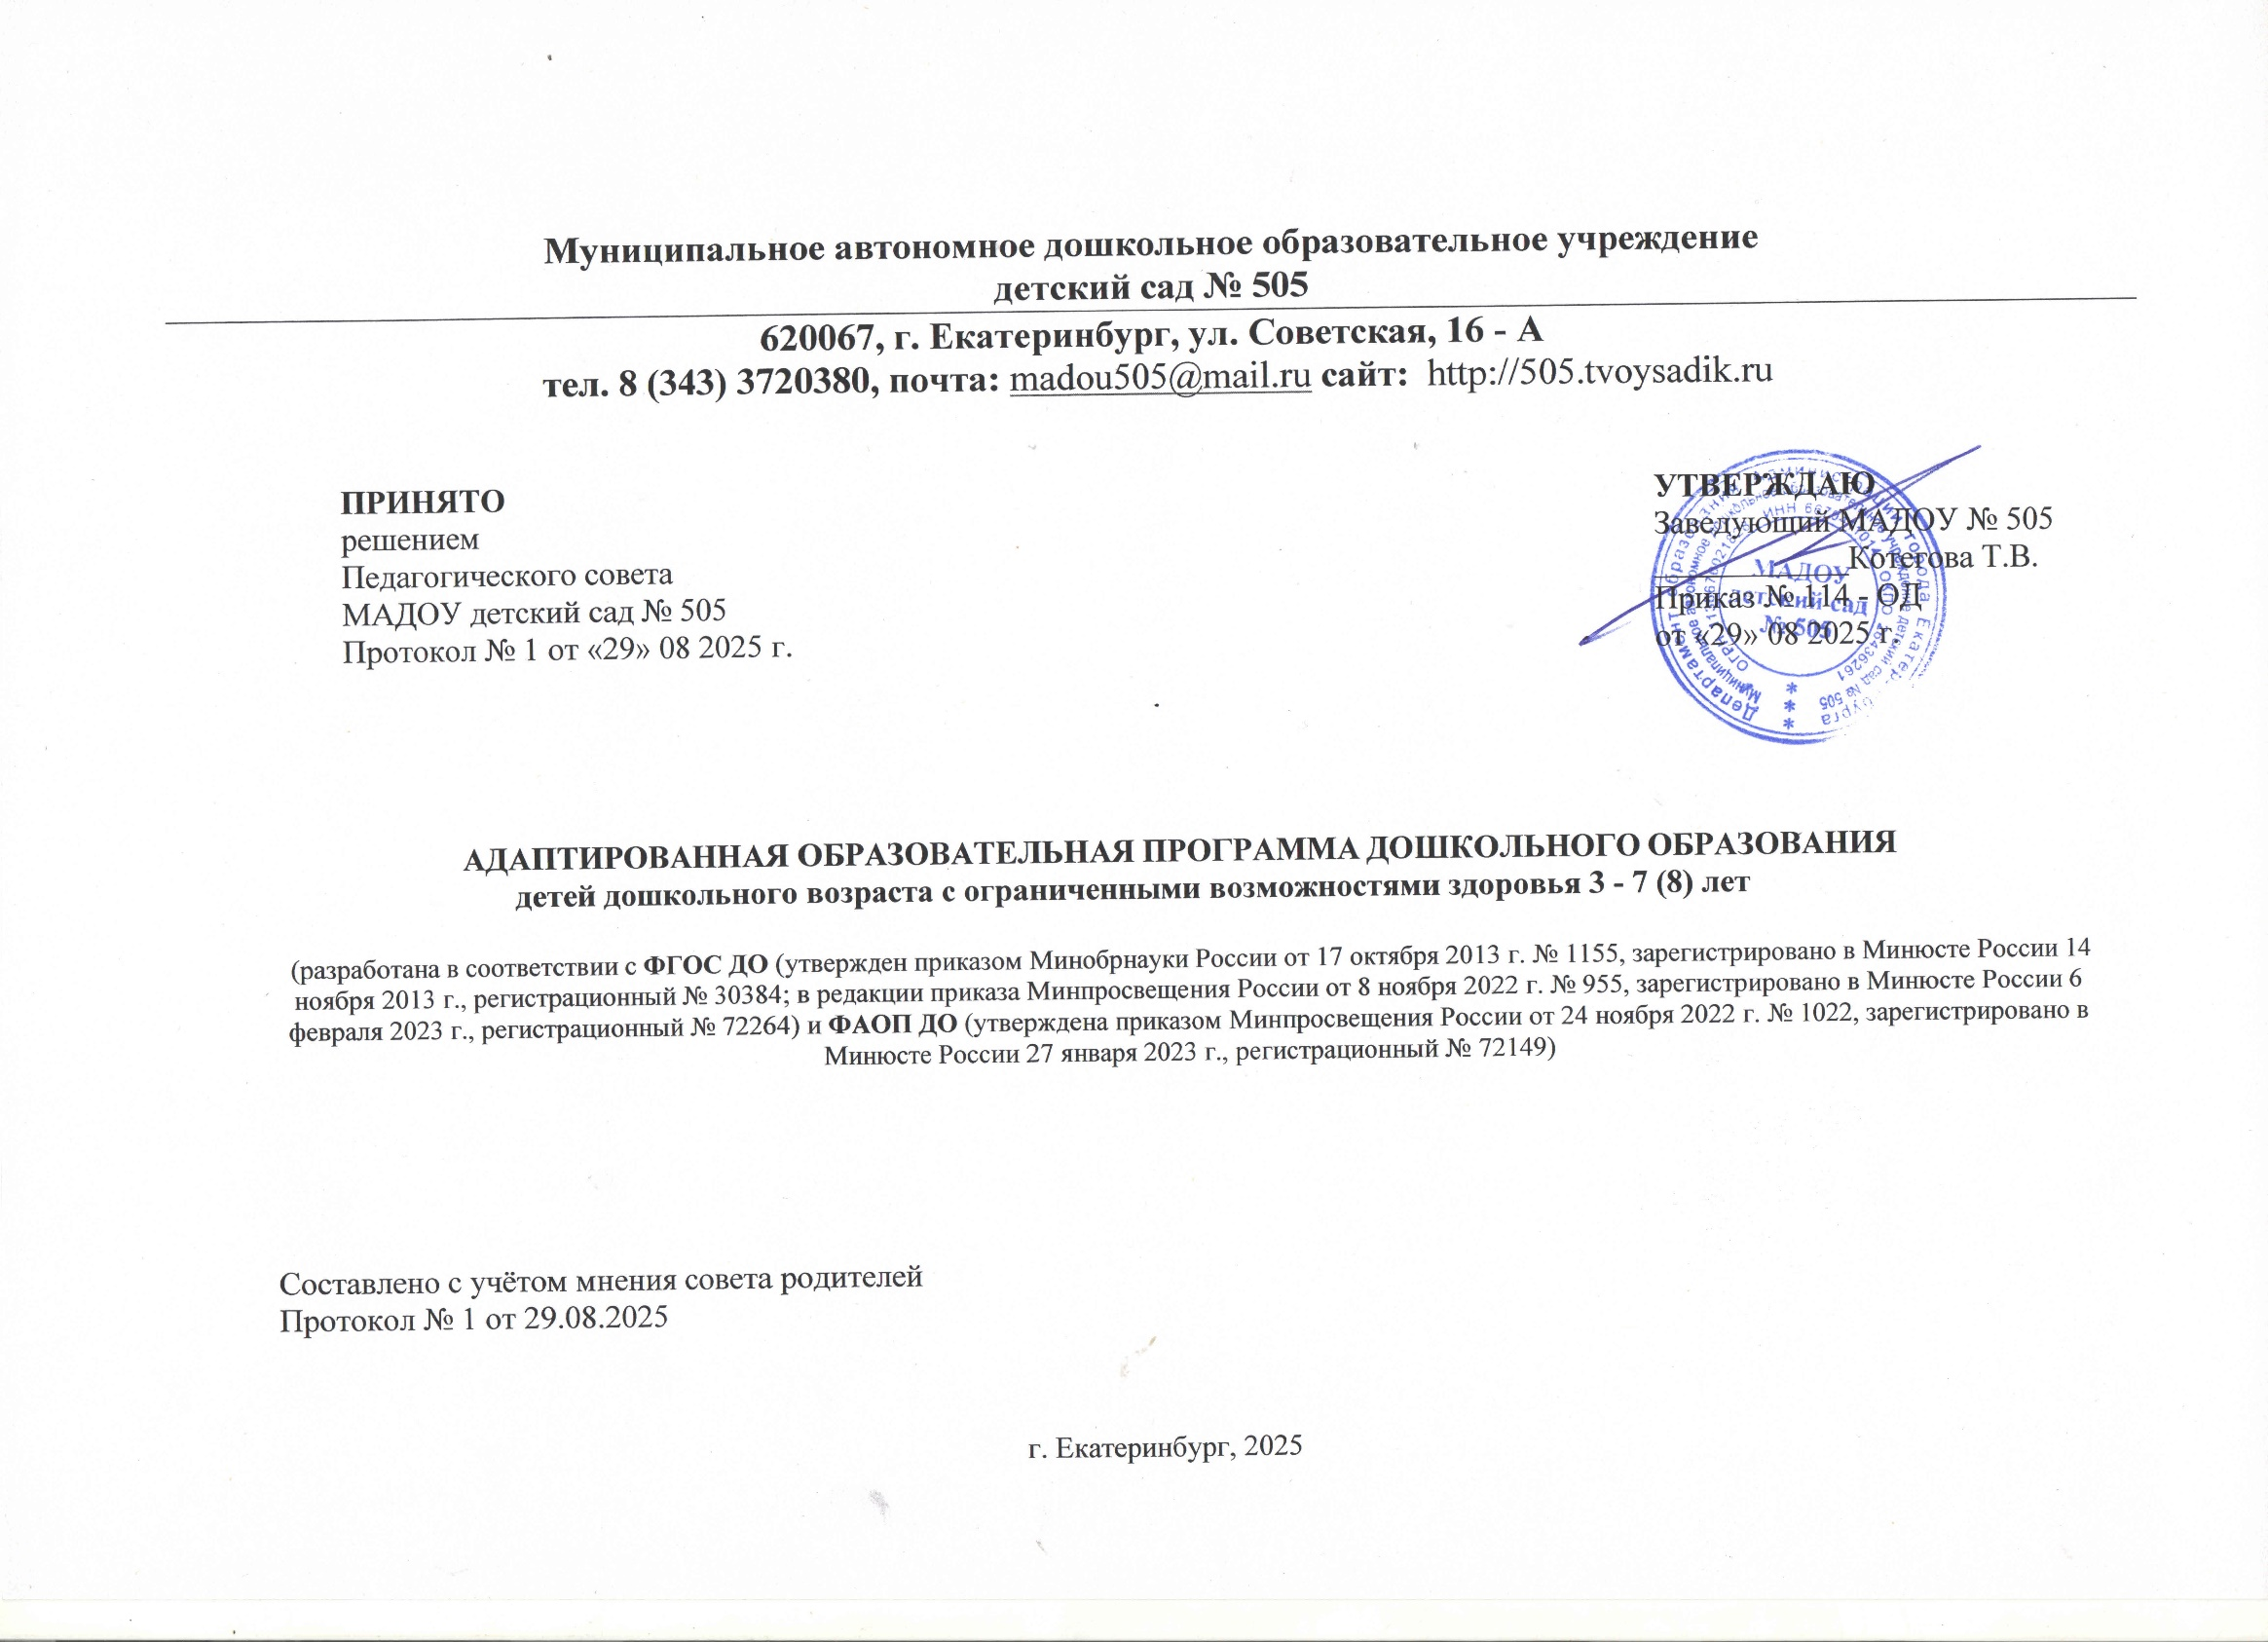 Муниципальное автономное дошкольное образовательное учреждение
детский сад № 505
620067, г. Екатеринбург, ул. Советская, 16 - А
тел. 8 (343) 3720380, почта: madou505@mail.ru сайт: http://505.tvoysadik.ru
ПРИНЯТО
решением
Педагогического совета
МАДОУ детский сад № 505
Протокол № 1 от «29» 08 2025 г.
УТВЕРЖДАЮ
Заведующий МАДОУ № 505
____________Котегова Т.В.
Приказ № 114 - ОД
от «29» 08 2025 г.
МАДОУ
детский сад
№ 505
АДАПТИРОВАННАЯ ОБРАЗОВАТЕЛЬНАЯ ПРОГРАММА ДОШКОЛЬНОГО ОБРАЗОВАНИЯ
детей дошкольного возраста с ограниченными возможностями здоровья 3 - 7 (8) лет
(разработана в соответствии с ФГОС ДО (утвержден приказом Минобрнауки России от 17 октября 2013 г. № 1155, зарегистрировано в Минюсте России 14
ноября 2013 г., регистрационный № 30384; в редакции приказа Минпросвещения России от 8 ноября 2022 г. № 955, зарегистрировано в Минюсте России 6
февраля 2023 г., регистрационный № 72264) и ФАОП ДО (утверждена приказом Минпросвещения России от 24 ноября 2022 г. № 1022, зарегистрировано в
Минюсте России 27 января 2023 г., регистрационный № 72149)
Составлено с учётом мнения совета родителей
Протокол № 1 от 29.08.2025
г. Екатеринбург, 2025